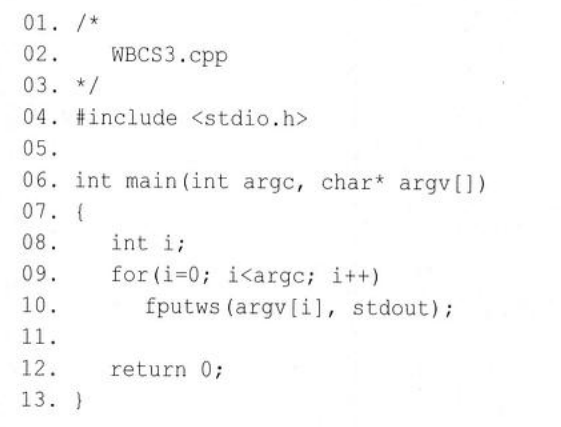 01. /*
02.    WBCS3.cpp
03. */
04. #include <stdio.h>
05.
06. int main(int argc, char* argv[])
07. {
08.    int i;
09.    for(i=0; i<argc; i++)
10.       fputws(argv[i], stdout);
11.
12.    return 0;
13. }